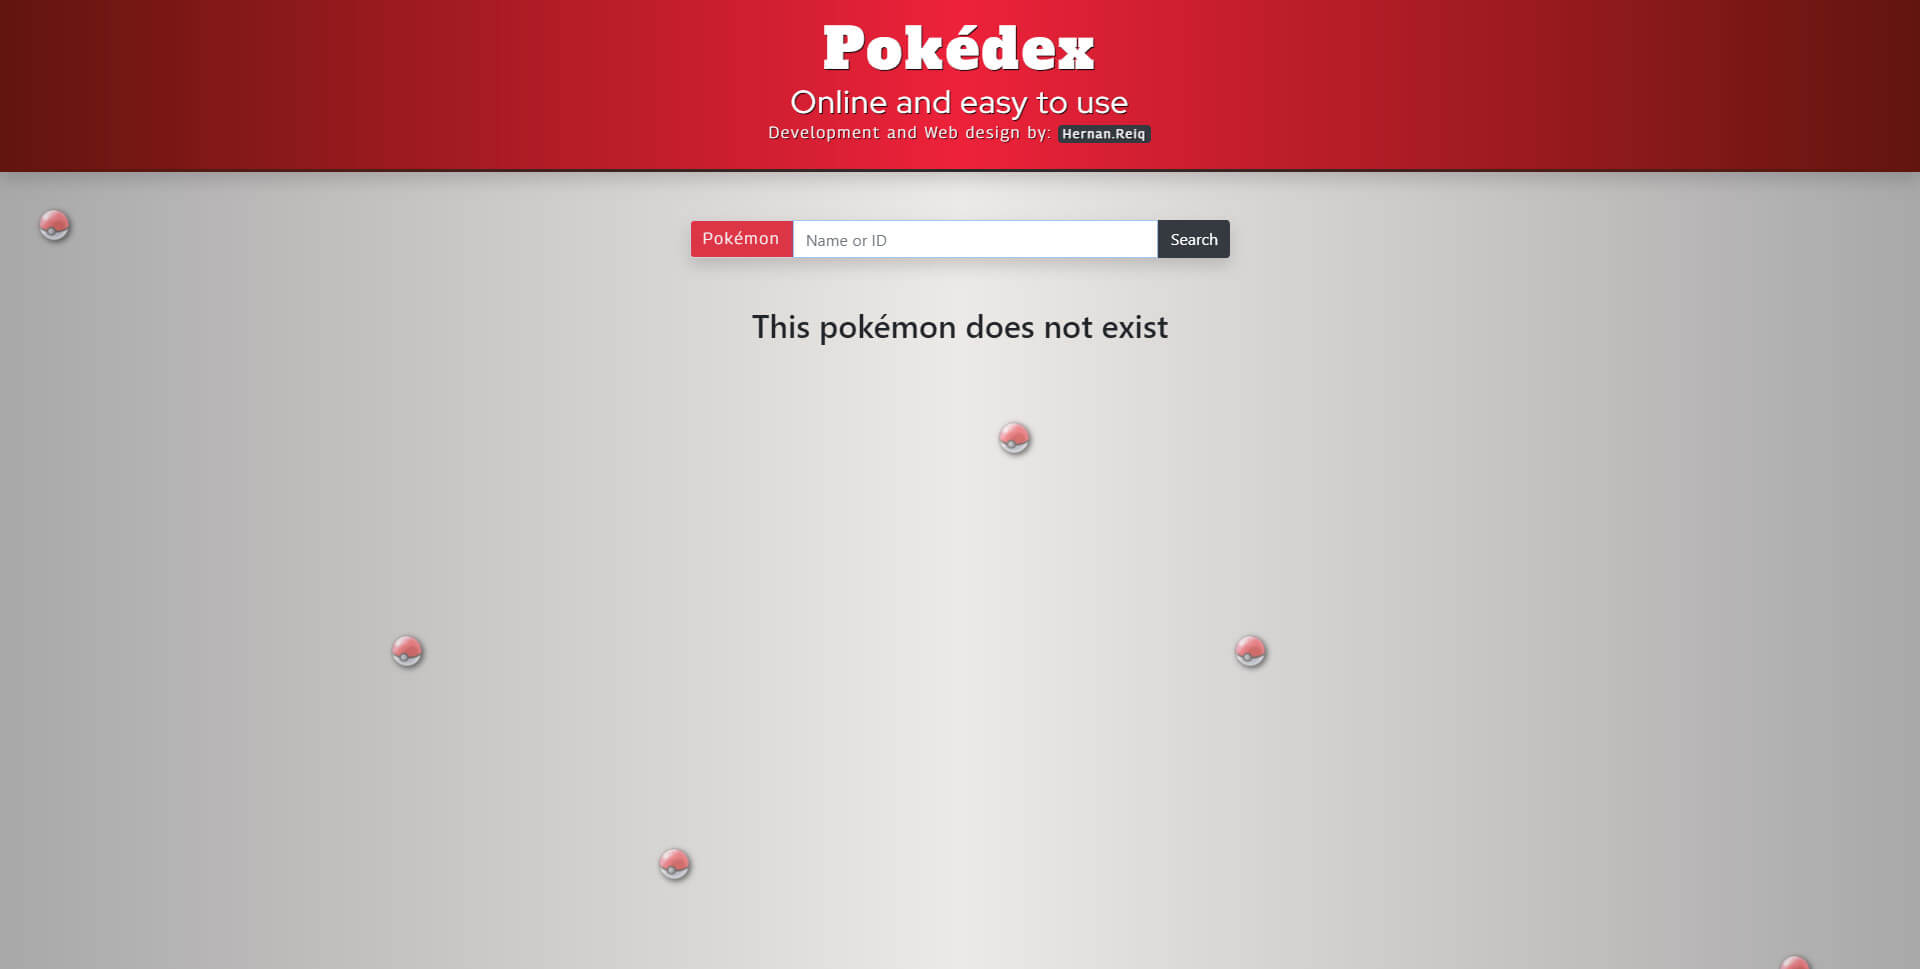 Pokédex
Online and easy to use
Development and Web design by: Hernan.Reiq
Pokémon Name or ID Search
This pokémon does not exist